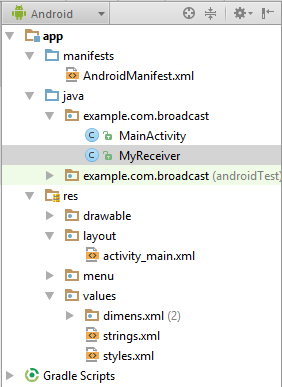 Android
app
manifests
AndroidManifest.xml
java
example.com.broadcast
MainActivity
MyReceiver
example.com.broadcast (androidTest)
res
drawable
layout
activity_main.xml
menu
values
dimens.xml (2)
strings.xml
styles.xml
Gradle Scripts